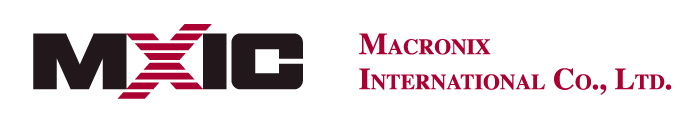 MXIC
Macronix
International Co., Ltd.